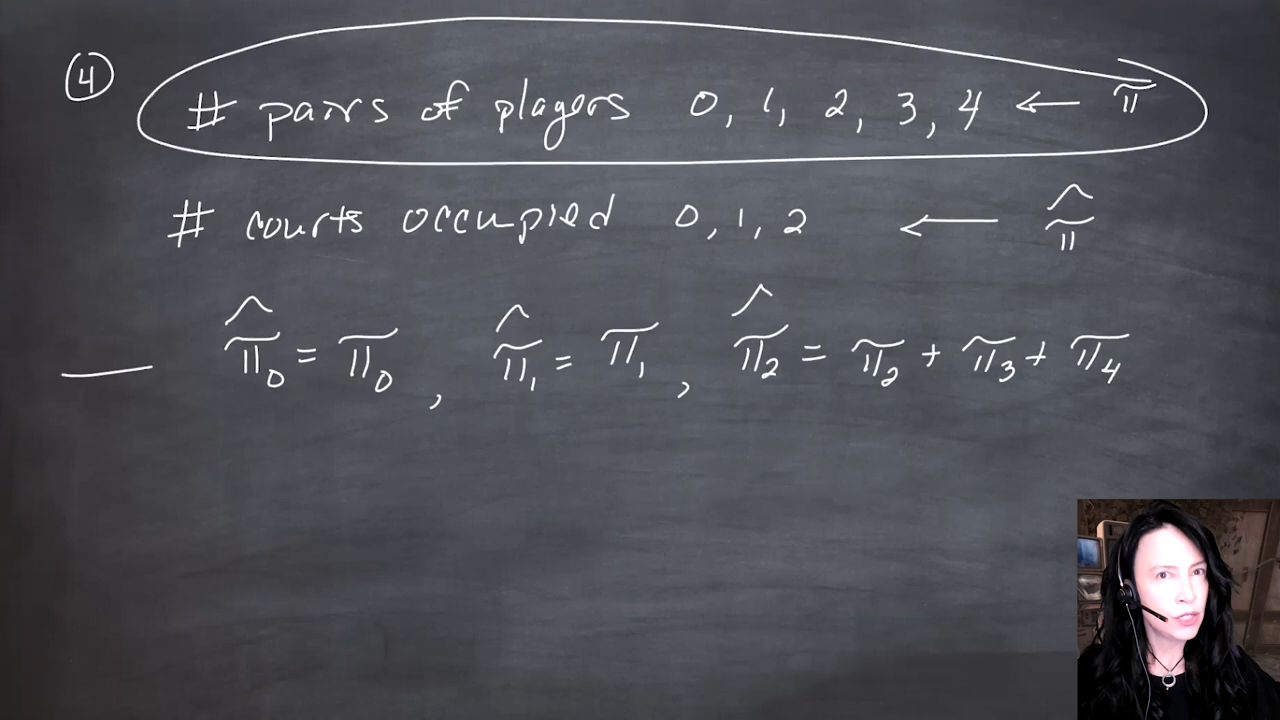 ④ # pairs of players 0, 1, 2, 3, 4 ← π
# courts occupied 0, 1, 2 ← π̂
π̂₀ = π₀, π̂₁ = π₁, π̂₂ = π₂ + π₃ + π₄